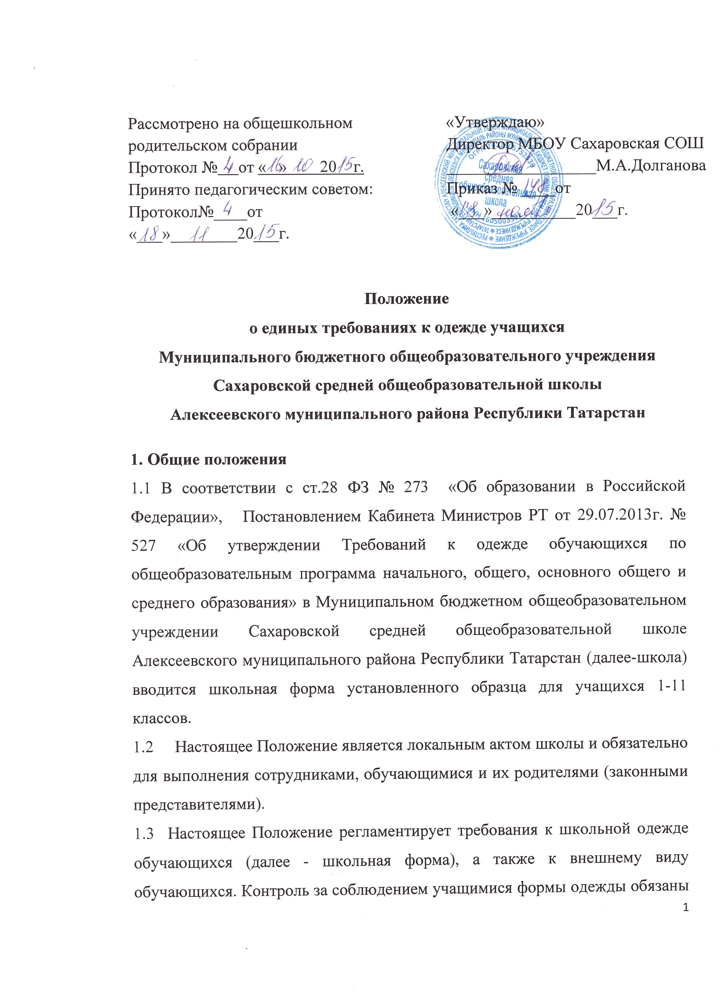 Рассмотрено на общешкольном
родительском собрании
Протокол № 4 от «16» 10 2015г.
Принято педагогическим советом:
Протокол№ 4 от
«18» 11 2015г.
«Утверждаю»
Директор МБОУ Сахаровская СОШ
М.А.Долганова
Приказ № 148 от
«18» 2015г.
Сахаровская
средняя
общеобразовательная
школа
Положение
о единых требованиях к одежде учащихся
Муниципального бюджетного общеобразовательного учреждения
Сахаровской средней общеобразовательной школы
Алексеевского муниципального района Республики Татарстан
1. Общие положения
1.1 В соответствии с ст.28 ФЗ № 273 «Об образовании в Российской
Федерации», Постановлением Кабинета Министров РТ от 29.07.2013г. №
527 «Об утверждении Требований к одежде обучающихся по
общеобразовательным программа начального, общего, основного общего и
среднего образования» в Муниципальном бюджетном общеобразовательном
учреждении Сахаровской средней общеобразовательной школе
Алексеевского муниципального района Республики Татарстан (далее-школа)
вводится школьная форма установленного образца для учащихся 1-11
классов.
1.2 Настоящее Положение является локальным актом школы и обязательно
для выполнения сотрудниками, обучающимися и их родителями (законными
представителями).
1.3 Настоящее Положение регламентирует требования к школьной одежде
обучающихся (далее - школьная форма), а также к внешнему виду
обучающихся. Контроль за соблюдением учащимися формы одежды обязаны
1